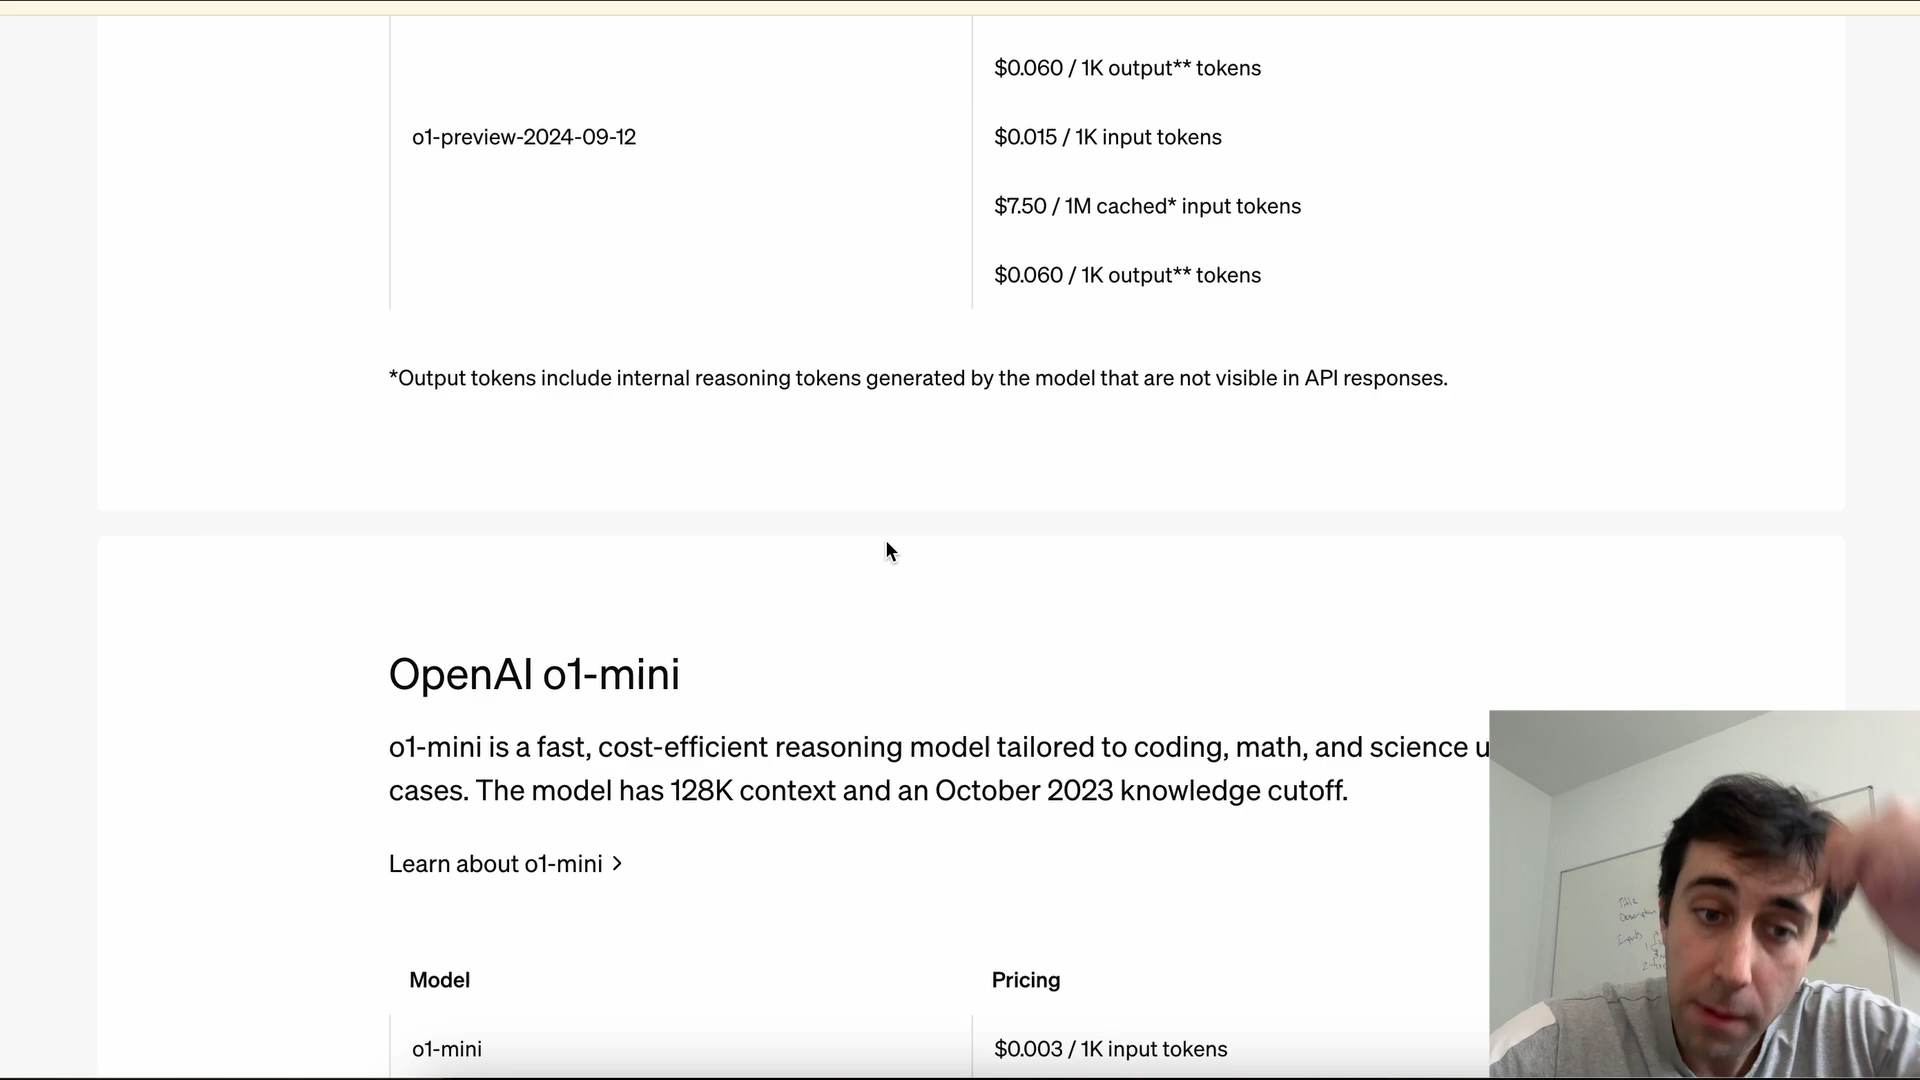 $0.060 / 1K output** tokens
o1-preview-2024-09-12
$0.015 / 1K input tokens
$7.50 / 1M cached* input tokens
$0.060 / 1K output** tokens
*Output tokens include internal reasoning tokens generated by the model that are not visible in API responses.
OpenAI o1-mini
o1-mini is a fast, cost-efficient reasoning model tailored to coding, math, and science u
cases. The model has 128K context and an October 2023 knowledge cutoff.
Learn about o1-mini >
Model
Pricing
o1-mini
$0.003 / 1K input tokens
Title
Description
Inputs